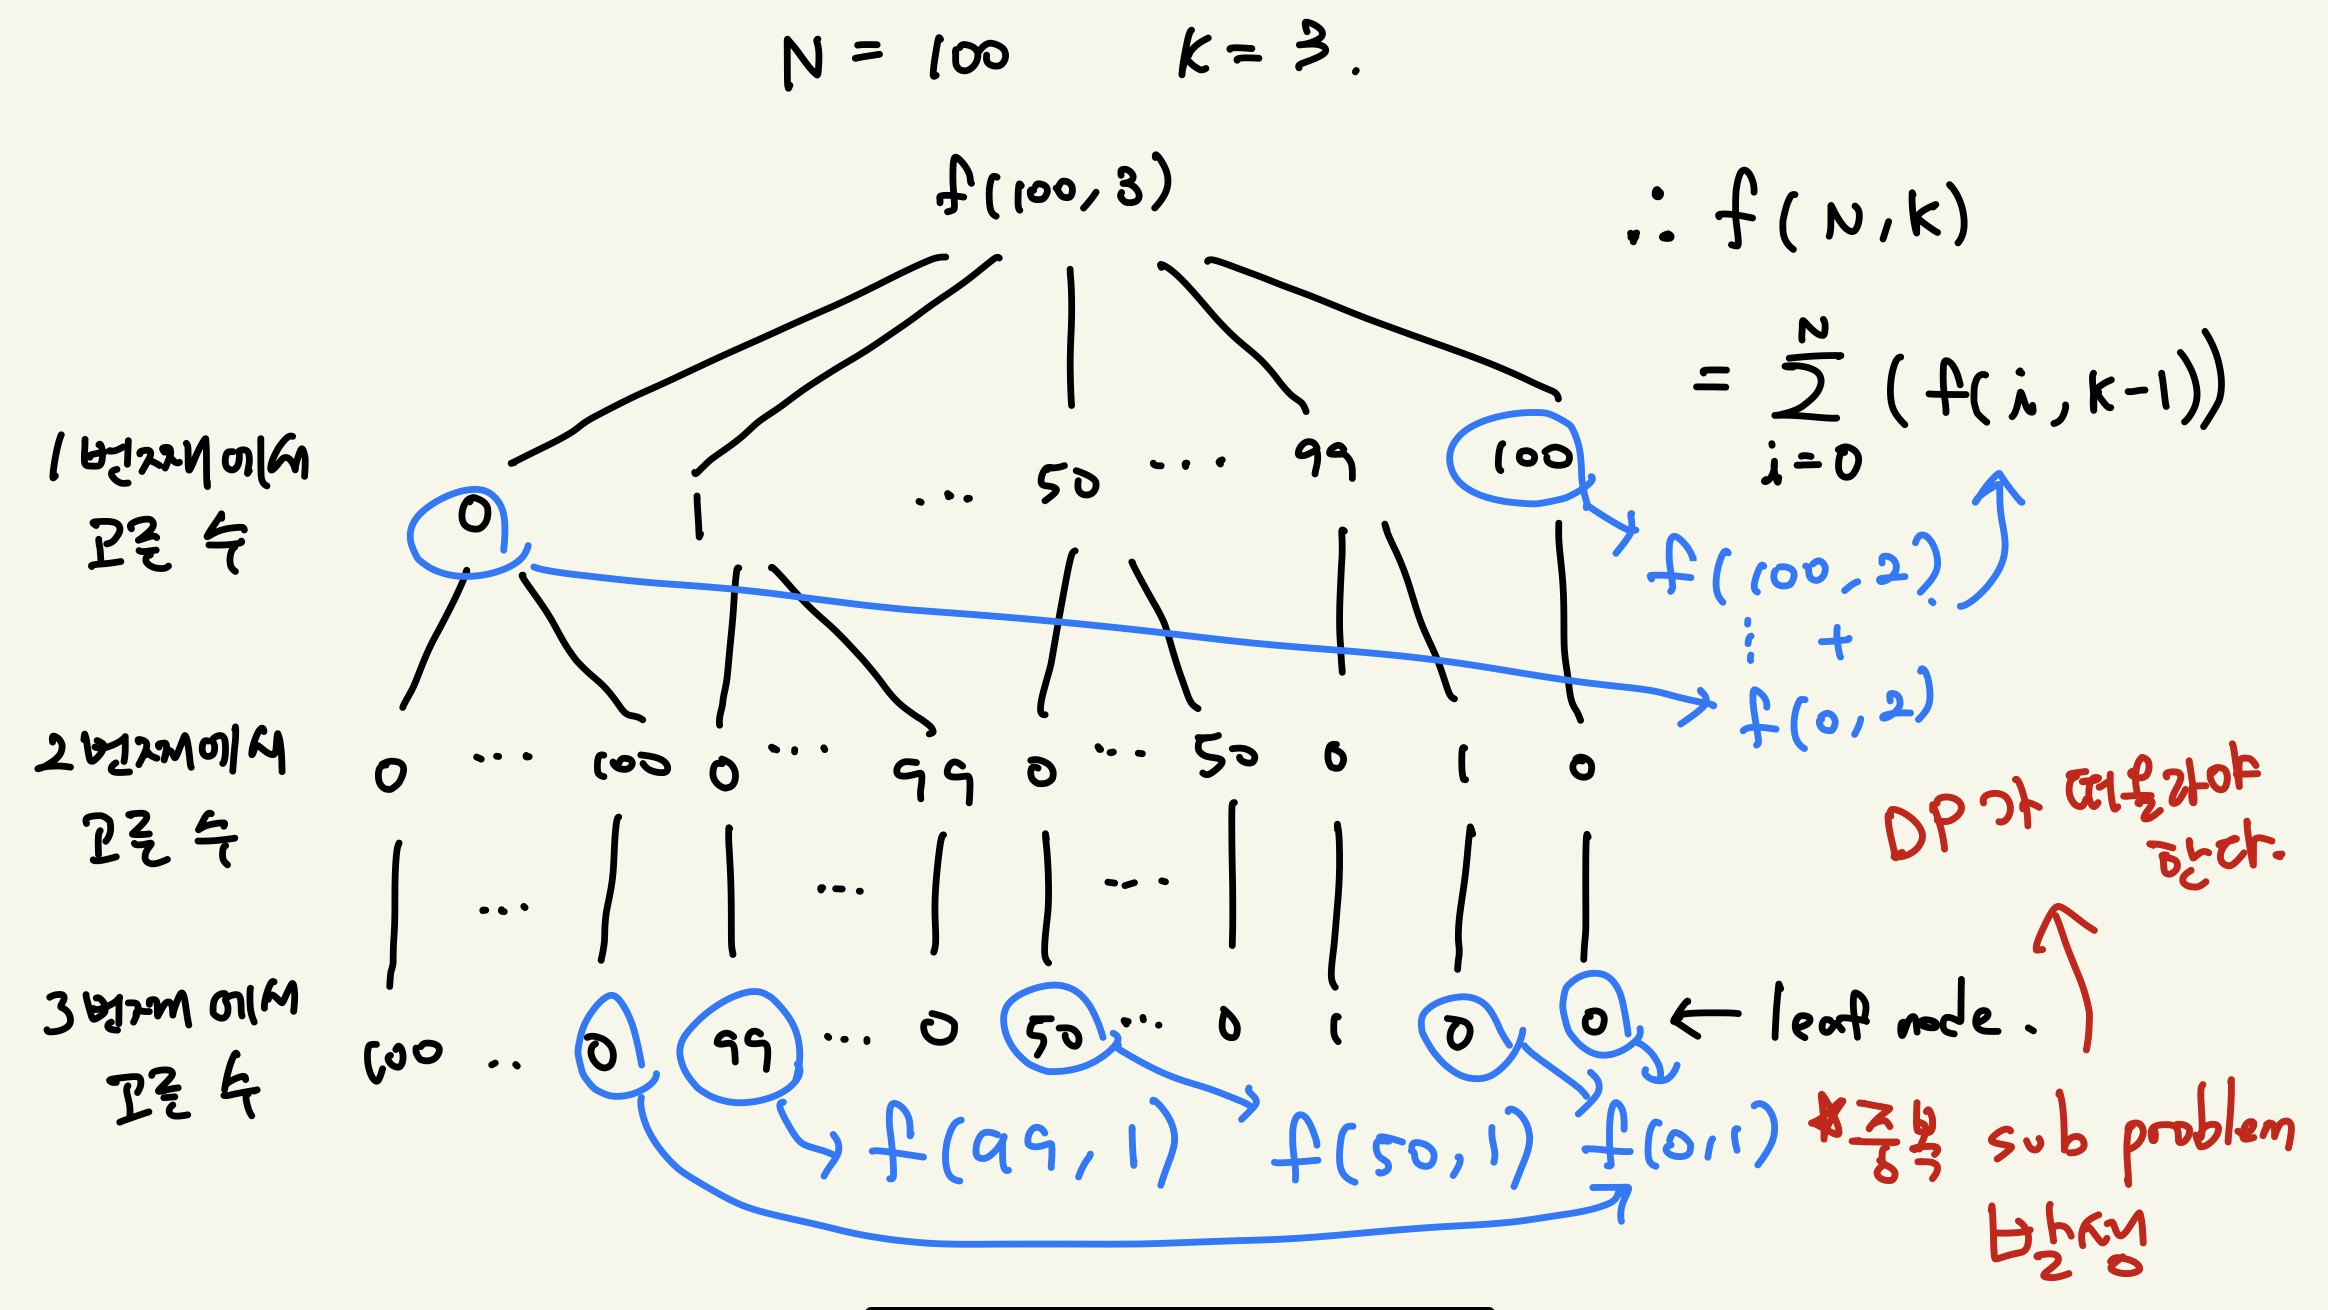 N = 100 K = 3.
f(100, 3)
∴ f(N, K)
= N Σ i=0 (f(i, K-1))
1번째에서
고를 수
0 1 ... 50 ... 99 100
f(100, 2)
⋮ +
f(0, 2)
2번째에서
고를 수
0 ... 100 0 ... 99 0 ... 50 0 1 0
DP가 떠올라야
한다.
... ... ...
3번째에서
고를 수
100 .. 0 99 ... 0 50 ... 0 1 0 0 ← leaf node.
f(99, 1) f(50, 1) f(0, 1)
* 중복 sub problem
발생